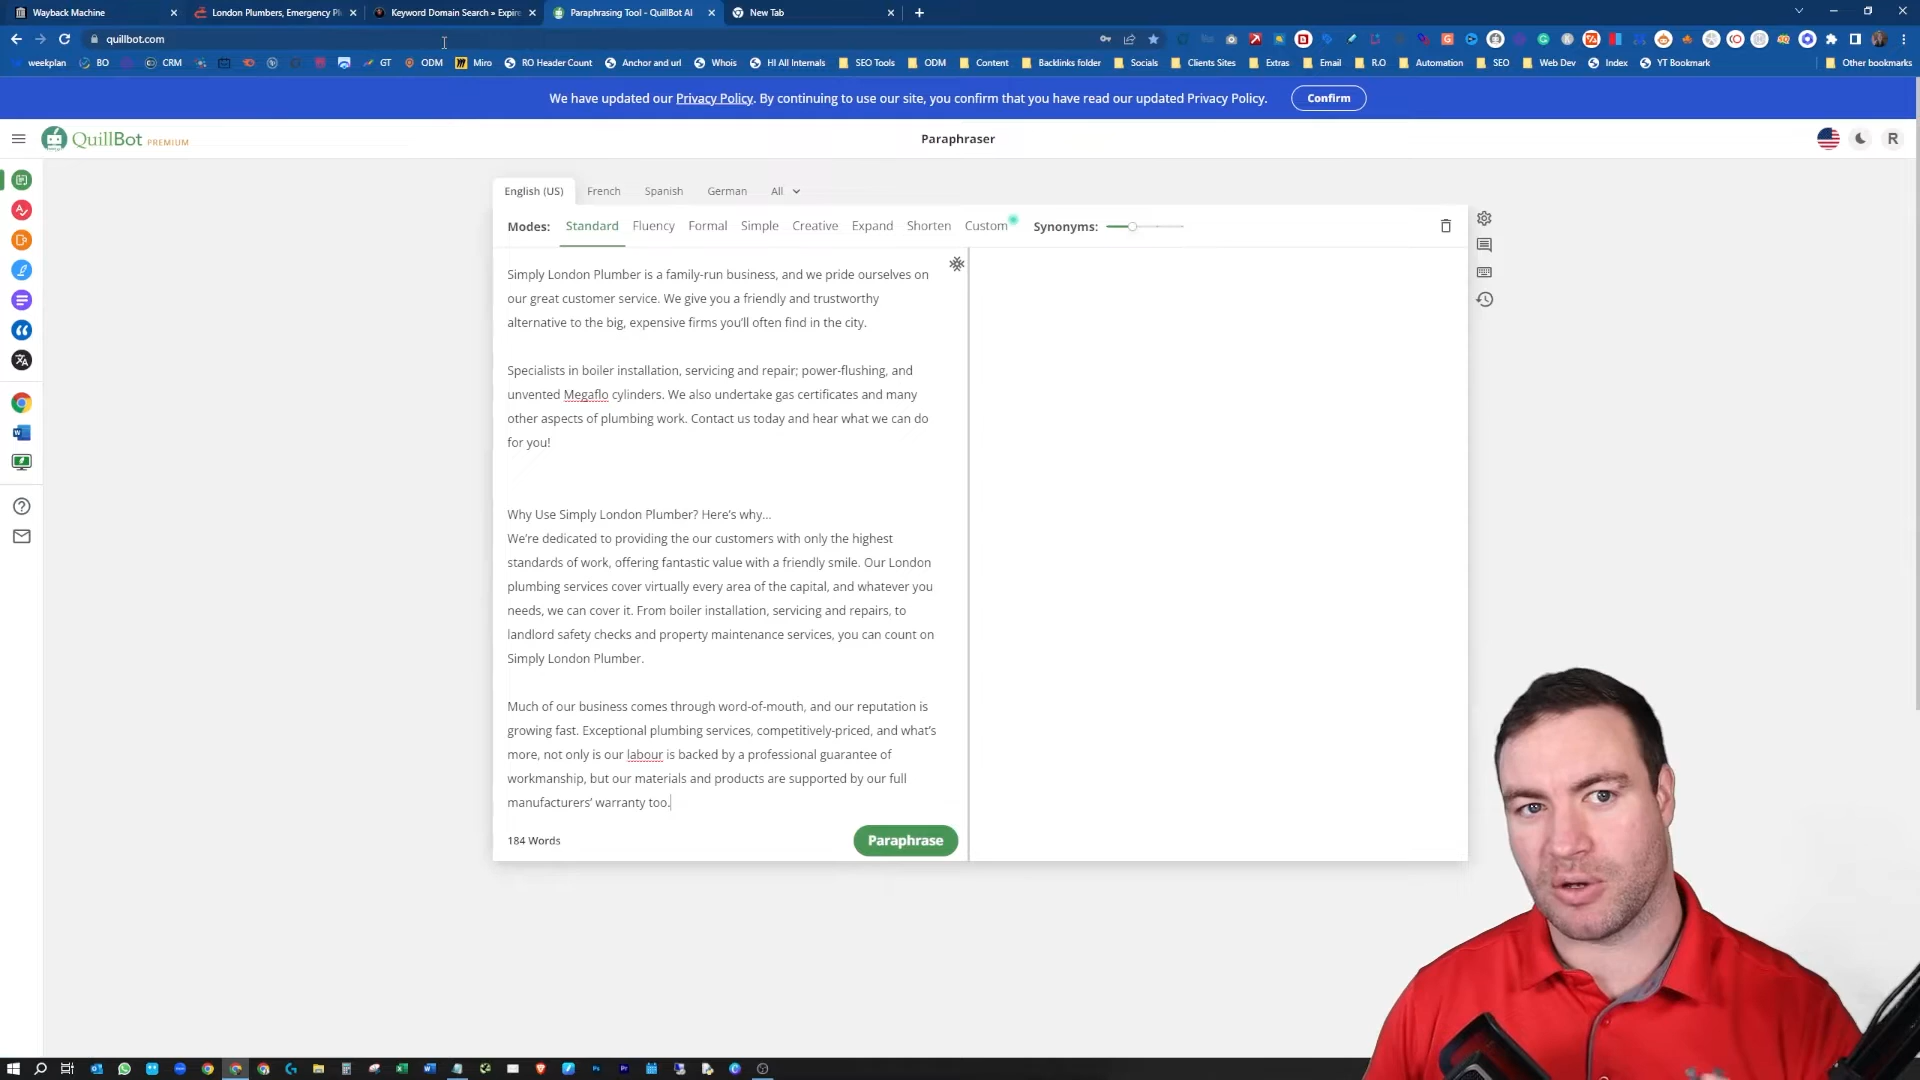 Wayback Machine
London Plumbers, Emergency Pl
Keyword Domain Search » Expire
Paraphrasing Tool - QuillBot AI
New Tab
quillbot.com
weekplan
BO
CRM
GT
ODM
Miro
RO Header Count
Anchor and url
Whois
HI All Internals
SEO Tools
ODM
Content
Backlinks folder
Socials
Clients Sites
Extras
Email
R.O
Automation
SEO
Web Dev
Index
YT Bookmark
Other bookmarks
We have updated our Privacy Policy. By continuing to use our site, you confirm that you have read our updated Privacy Policy.
Confirm
QuillBot PREMIUM
Paraphraser
R
English (US)
French
Spanish
German
All
Modes:
Standard
Fluency
Formal
Simple
Creative
Expand
Shorten
Custom
Synonyms:
Simply London Plumber is a family-run business, and we pride ourselves on
our great customer service. We give you a friendly and trustworthy
alternative to the big, expensive firms you'll often find in the city.
Specialists in boiler installation, servicing and repair; power-flushing, and
unvented Megaflo cylinders. We also undertake gas certificates and many
other aspects of plumbing work. Contact us today and hear what we can do
for you!
Why Use Simply London Plumber? Here's why...
We're dedicated to providing the our customers with only the highest
standards of work, offering fantastic value with a friendly smile. Our London
plumbing services cover virtually every area of the capital, and whatever you
needs, we can cover it. From boiler installation, servicing and repairs, to
landlord safety checks and property maintenance services, you can count on
Simply London Plumber.
Much of our business comes through word-of-mouth, and our reputation is
growing fast. Exceptional plumbing services, competitively-priced, and what's
more, not only is our labour is backed by a professional guarantee of
workmanship, but our materials and products are supported by our full
manufacturers' warranty too.
184 Words
Paraphrase